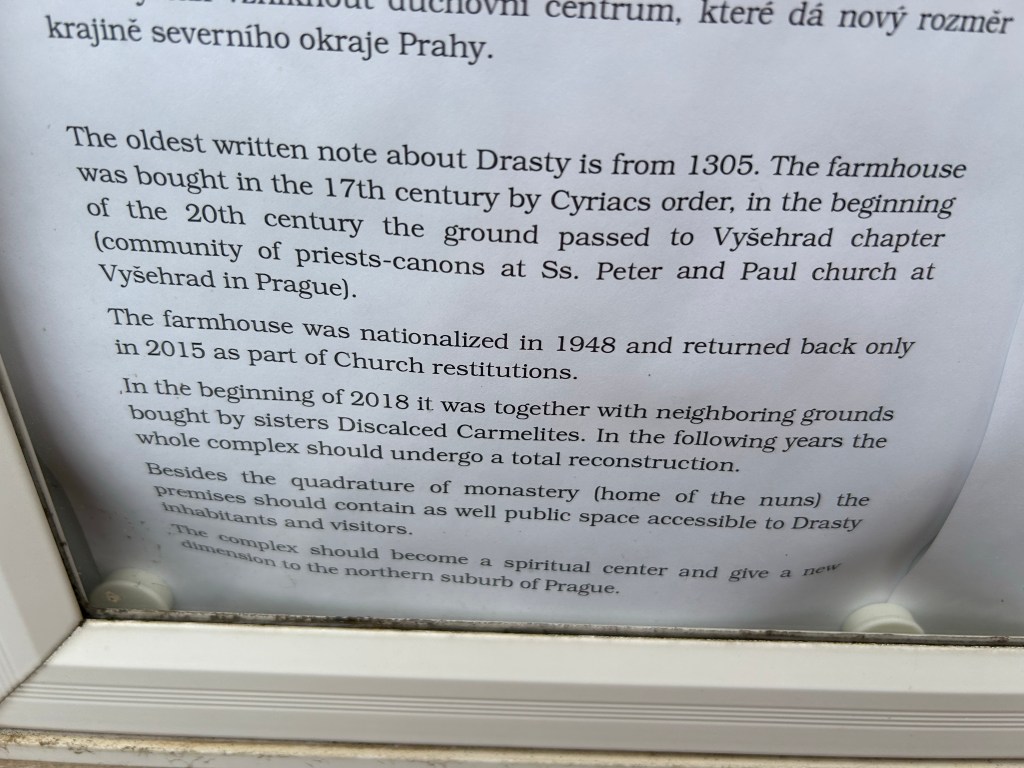 vzniknout duchovní centrum, které dá nový rozměr
krajině severního okraje Prahy.
The oldest written note about Drasty is from 1305. The farmhouse
was bought in the 17th century by Cyriacs order, in the beginning
of the 20th century the ground passed to Vyšehrad chapter
(community of priests-canons at Ss. Peter and Paul church at
Vyšehrad in Prague).
The farmhouse was nationalized in 1948 and returned back only
in 2015 as part of Church restitutions.
In the beginning of 2018 it was together with neighboring grounds
bought by sisters Discalced Carmelites. In the following years the
whole complex should undergo a total reconstruction.
Besides the quadrature of monastery (home of the nuns) the
premises should contain as well public space accessible to Drasty
inhabitants and visitors.
The complex should become a spiritual center and give a new
dimension to the northern suburb of Prague.